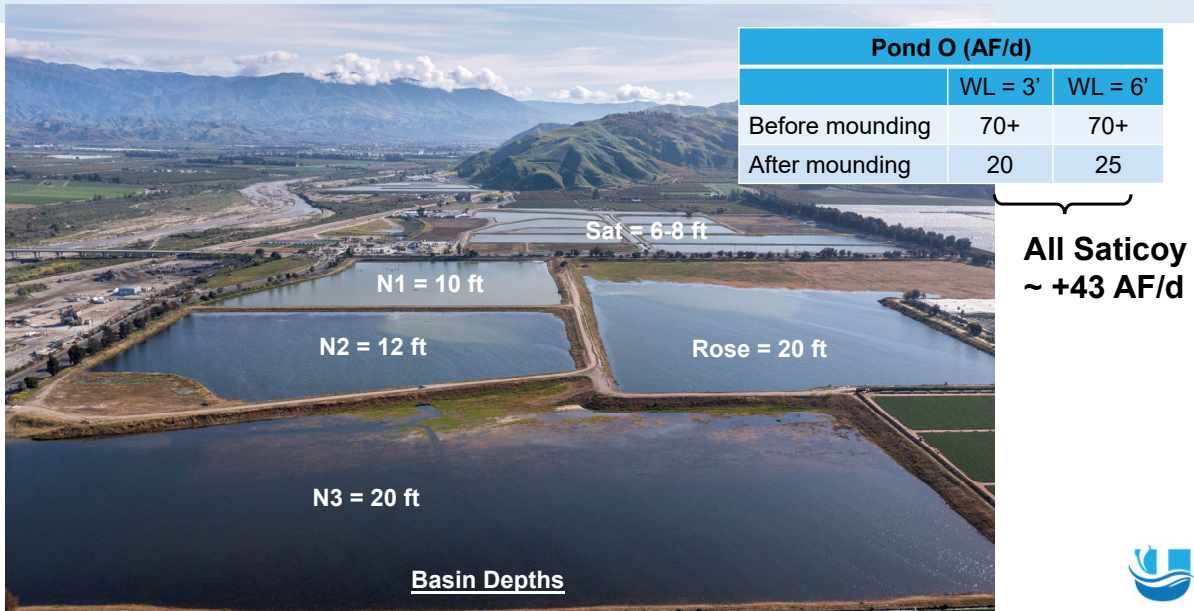 Pond O (AF/d)
WL = 3’ WL = 6’
Before mounding 70+ 70+
After mounding 20 25
All Saticoy
~ +43 AF/d
Sat = 6-8 ft
N1 = 10 ft
N2 = 12 ft
Rose = 20 ft
N3 = 20 ft
Basin Depths